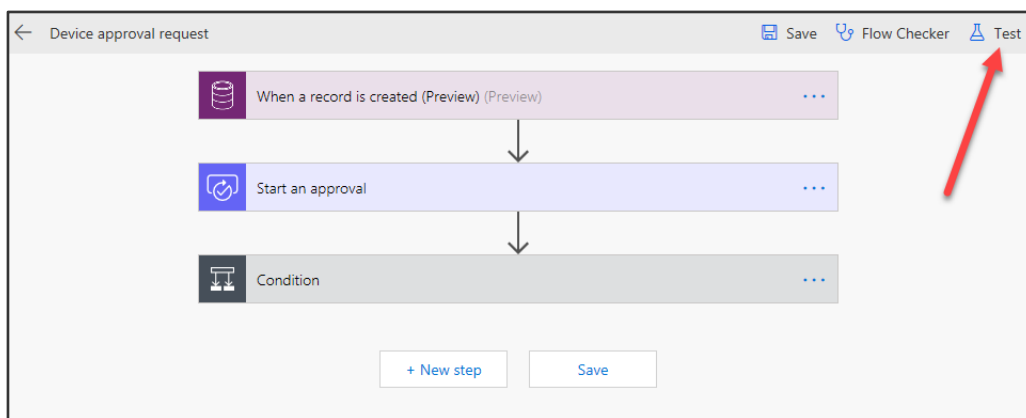 Device approval request
Save Flow Checker Test
When a record is created (Preview) (Preview)
Start an approval
Condition
+ New step
Save